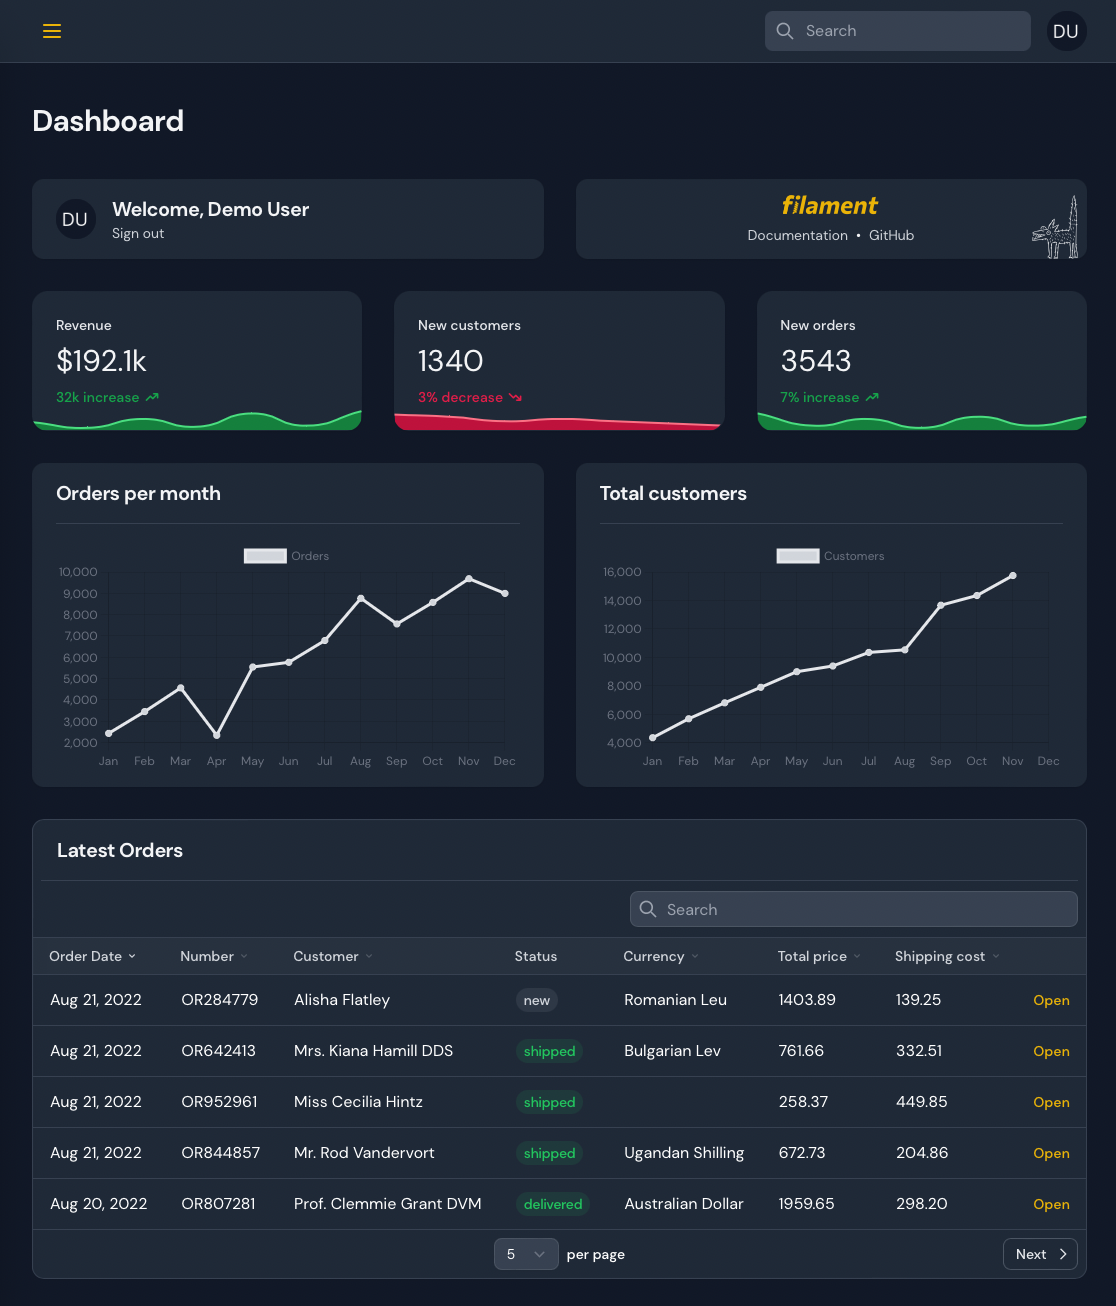 Search
DU
Dashboard
DU
Welcome, Demo User
Sign out
filament
Documentation • GitHub
Revenue
$192.1k
32k increase
New customers
1340
3% decrease
New orders
3543
7% increase
Orders per month
Orders
10,000
9,000
8,000
7,000
6,000
5,000
4,000
3,000
2,000
Jan Feb Mar Apr May Jun Jul Aug Sep Oct Nov Dec
Total customers
Customers
16,000
14,000
12,000
10,000
8,000
6,000
4,000
Jan Feb Mar Apr May Jun Jul Aug Sep Oct Nov Dec
Latest Orders
Search
Order Date Number Customer Status Currency Total price Shipping cost
Aug 21, 2022 OR284779 Alisha Flatley new Romanian Leu 1403.89 139.25 Open
Aug 21, 2022 OR642413 Mrs. Kiana Hamill DDS shipped Bulgarian Lev 761.66 332.51 Open
Aug 21, 2022 OR952961 Miss Cecilia Hintz shipped 258.37 449.85 Open
Aug 21, 2022 OR844857 Mr. Rod Vandervort shipped Ugandan Shilling 672.73 204.86 Open
Aug 20, 2022 OR807281 Prof. Clemmie Grant DVM delivered Australian Dollar 1959.65 298.20 Open
5 per page
Next